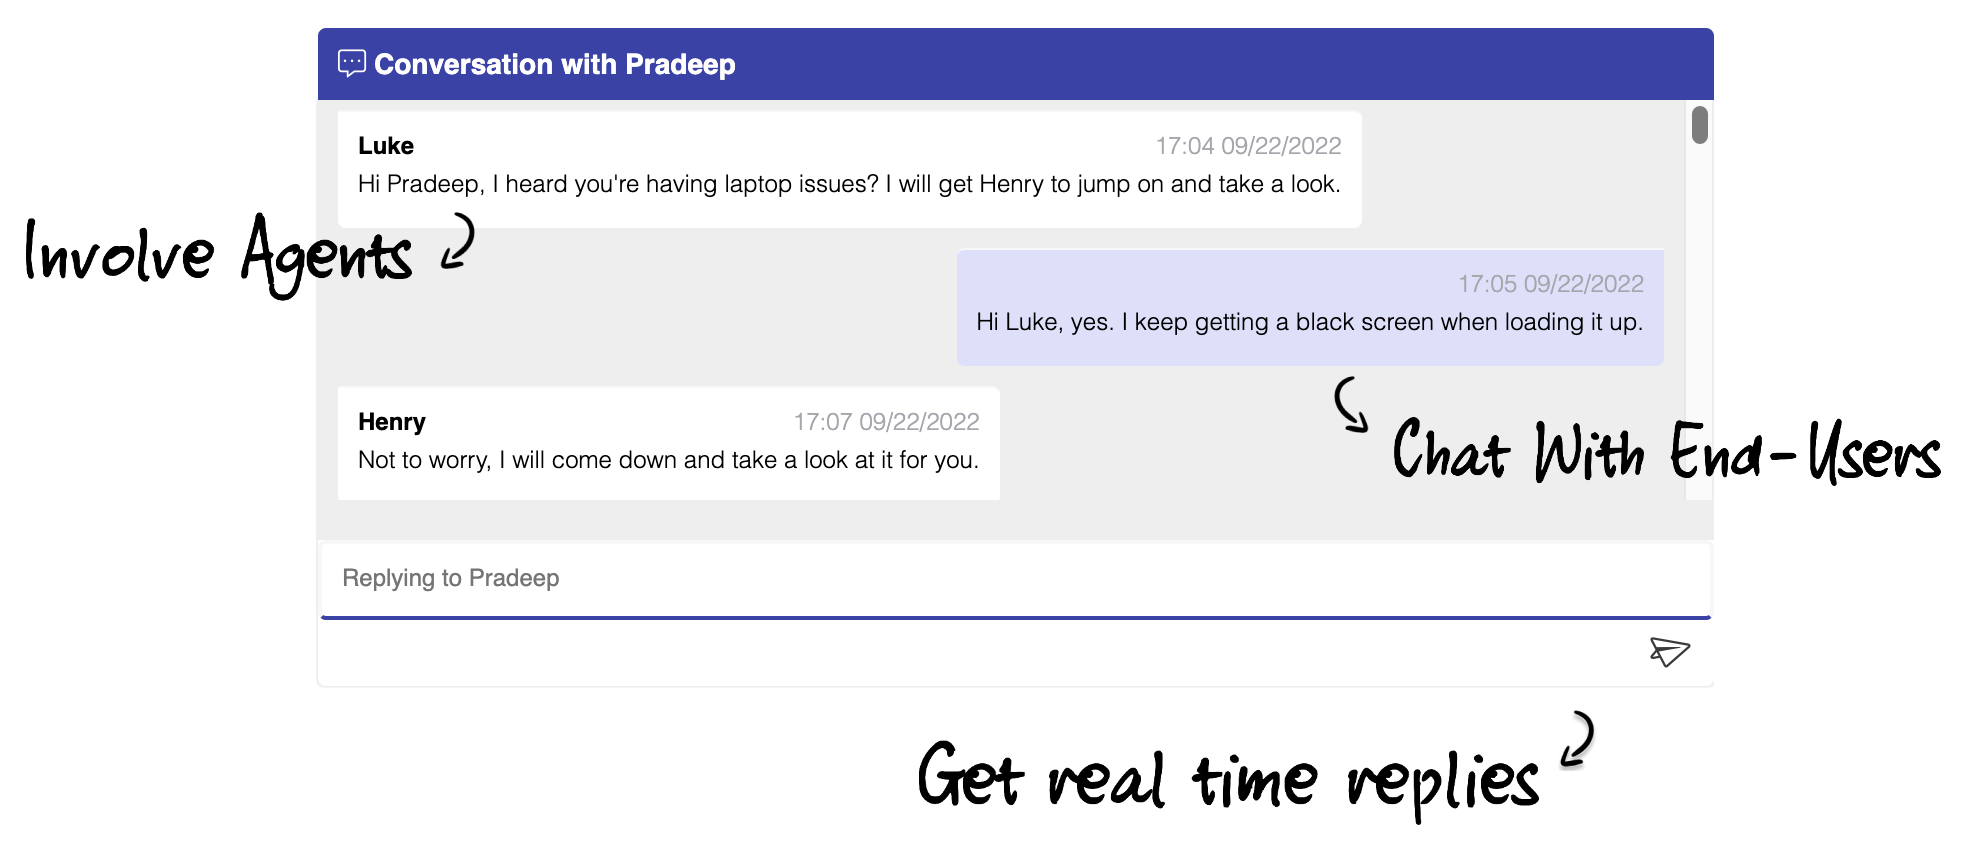 Conversation with Pradeep
Luke 17:04 09/22/2022
Hi Pradeep, I heard you're having laptop issues? I will get Henry to jump on and take a look.
Involve Agents
17:05 09/22/2022
Hi Luke, yes. I keep getting a black screen when loading it up.
Henry 17:07 09/22/2022
Not to worry, I will come down and take a look at it for you.
Chat With End-Users
Replying to Pradeep
Get real time replies